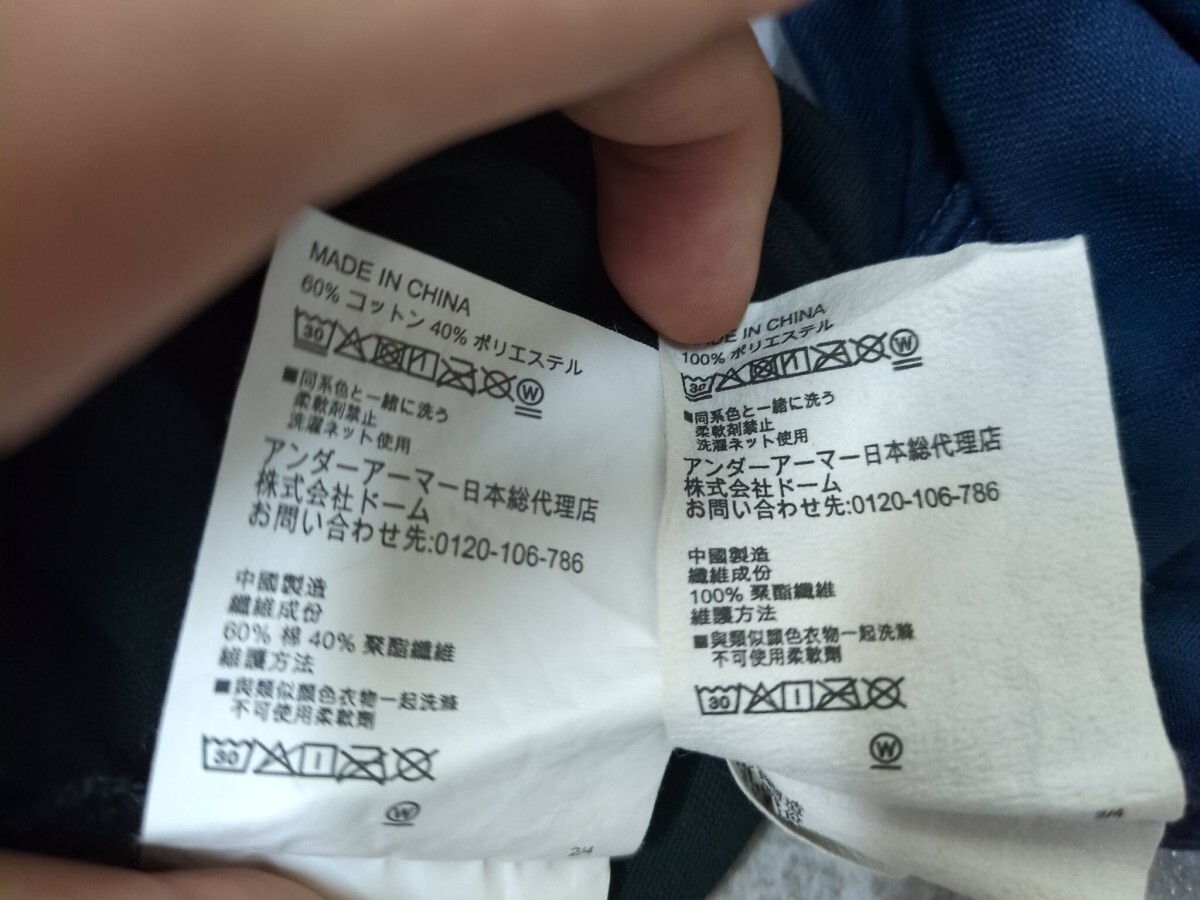 MADE IN CHINA
60% コットン 40% ポリエステル
30 W
■同系色と一緒に洗う
柔軟剤禁止
洗濯ネット使用
アンダーアーマー日本総代理店
株式会社ドーム
お問い合わせ先:0120-106-786
中國製造
纖維成份
60% 棉 40% 聚酯纖維
維護方法
■與類似顏色衣物一起洗滌
不可使用柔軟劑
30
W
2/4
MADE IN CHINA
100% ポリエステル
30 W
■同系色と一緒に洗う
柔軟剤禁止
洗濯ネット使用
アンダーアーマー日本総代理店
株式会社ドーム
お問い合わせ先:0120-106-786
中國製造
纖維成份
100% 聚酯纖維
維護方法
■與類似顏色衣物一起洗滌
不可使用柔軟劑
30
W
2/4